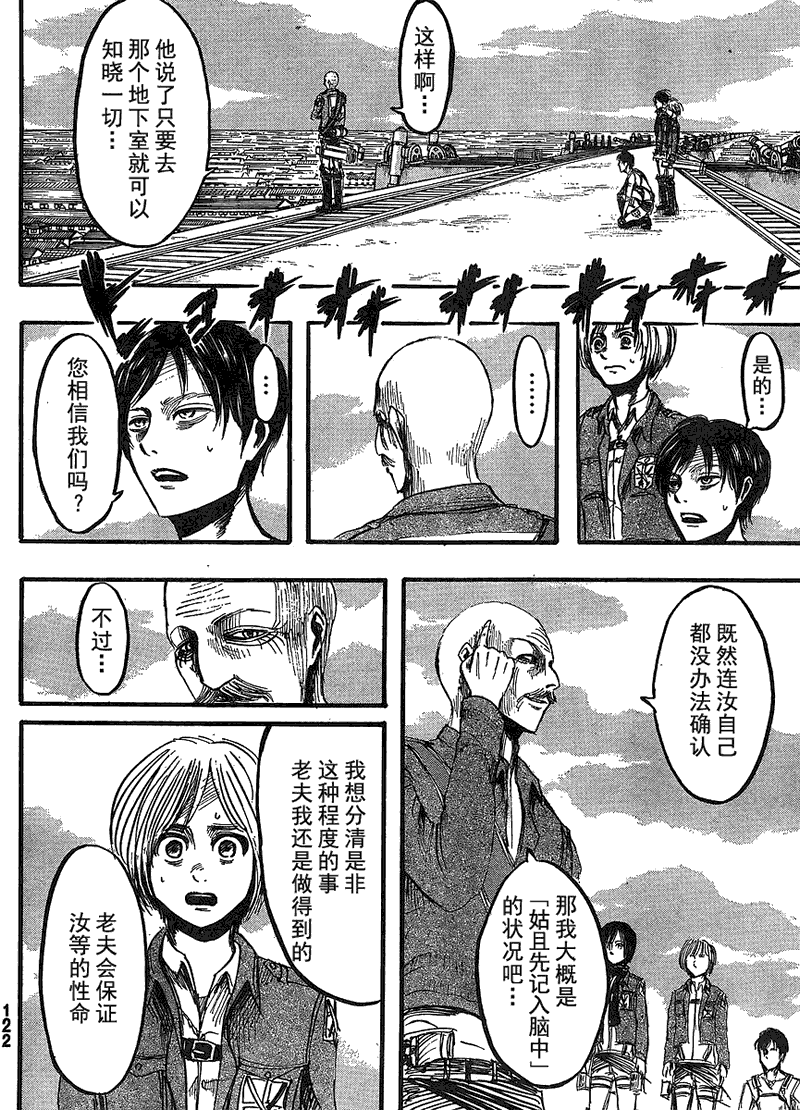 这样啊…
他说了只要去
那个地下室就可以
知晓一切…
是的…
……
…
您相信我们吗？
既然连汝自己
都没办法确认
那我大概是
「姑且先记入脑中」
的状况吧…
不过…
我想分清是非
这种程度的事
老夫我还是做得到的
老夫会保证
汝等的性命
122